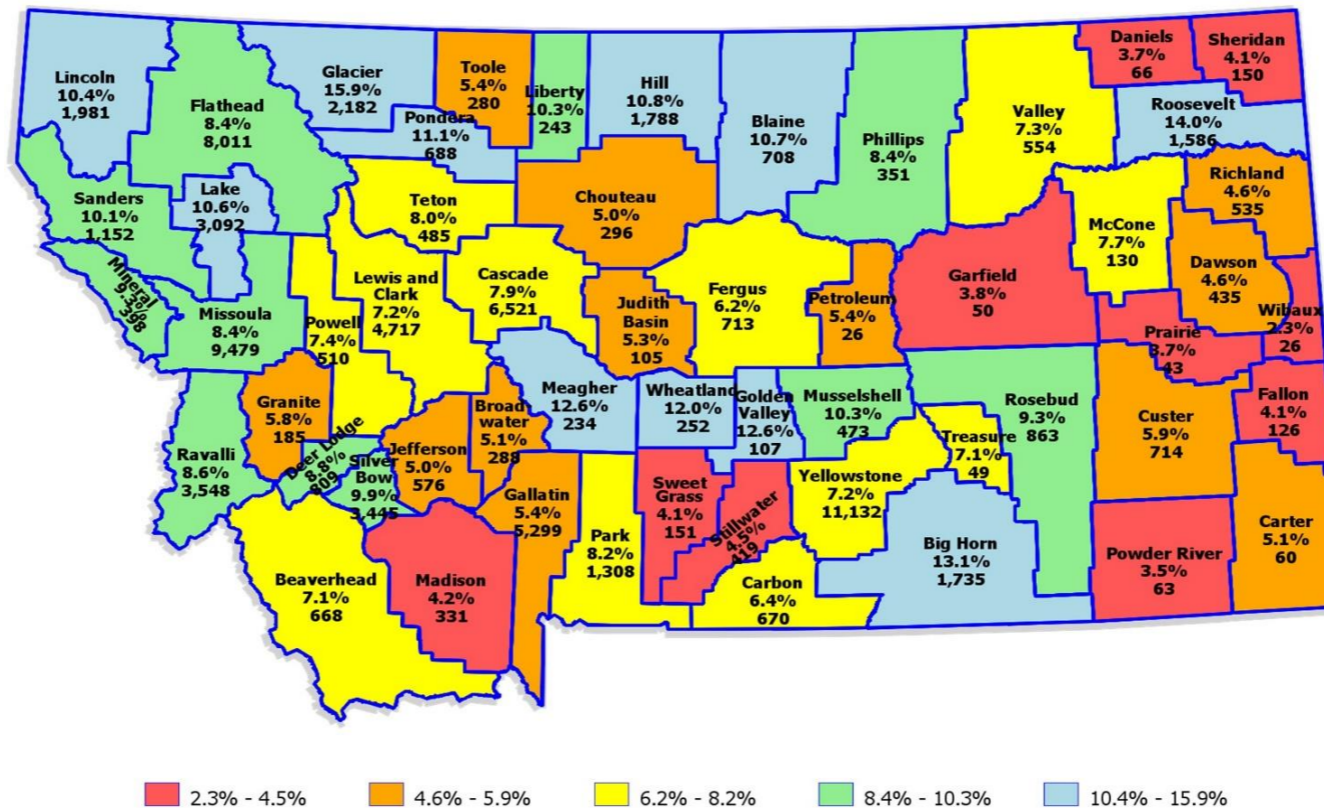 Lincoln
10.4%
1,981
Flathead
8.4%
8,011
Glacier
15.9%
2,182
Toole
5.4%
280
Liberty
10.3%
243
Hill
10.8%
1,788
Blaine
10.7%
708
Phillips
8.4%
351
Valley
7.3%
554
Daniels
3.7%
66
Sheridan
4.1%
150
Roosevelt
14.0%
1,586
Pondera
11.1%
688
Sanders
10.1%
1,152
Lake
10.6%
3,092
Teton
8.0%
485
Chouteau
5.0%
296
McCone
7.7%
130
Richland
4.6%
535
Dawson
4.6%
435
Mineral
9.3%
398
Missoula
8.4%
9,479
Powell
7.4%
510
Lewis and
Clark
7.2%
4,717
Cascade
7.9%
6,521
Judith
Basin
5.3%
105
Fergus
6.2%
713
Petroleum
5.4%
26
Garfield
3.8%
50
Prairie
3.7%
43
Wibaux
2.3%
26
Granite
5.8%
185
Meagher
12.6%
234
Wheatland
12.0%
252
Golden
Valley
12.6%
107
Musselshell
10.3%
473
Rosebud
9.3%
863
Custer
5.9%
714
Fallon
4.1%
126
Ravalli
8.6%
3,548
Deer Lodge
8.8%
809
Silver
Bow
9.9%
3,445
Jefferson
5.0%
576
Broad-
water
5.1%
288
Gallatin
5.4%
5,299
Park
8.2%
1,308
Sweet
Grass
4.1%
151
Stillwater
4.5%
419
Yellowstone
7.2%
11,132
Treasure
7.1%
49
Big Horn
13.1%
1,735
Powder River
3.5%
63
Carter
5.1%
60
Beaverhead
7.1%
668
Madison
4.2%
331
Carbon
6.4%
670
2.3% - 4.5%
4.6% - 5.9%
6.2% - 8.2%
8.4% - 10.3%
10.4% - 15.9%